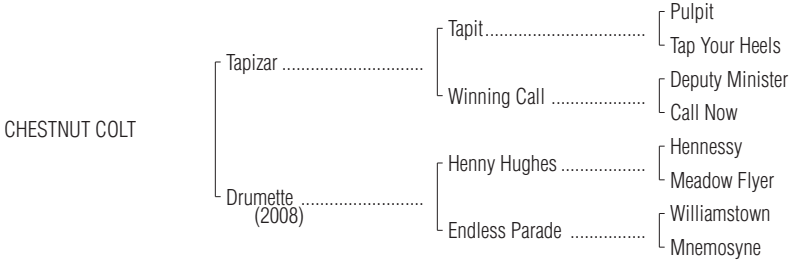 Pulpit
Tapit
Tap Your Heels
Tapizar
Deputy Minister
Winning Call
Call Now
CHESTNUT COLT
Hennessy
Henny Hughes
Meadow Flyer
Drumette
(2008)
Williamstown
Endless Parade
Mnemosyne